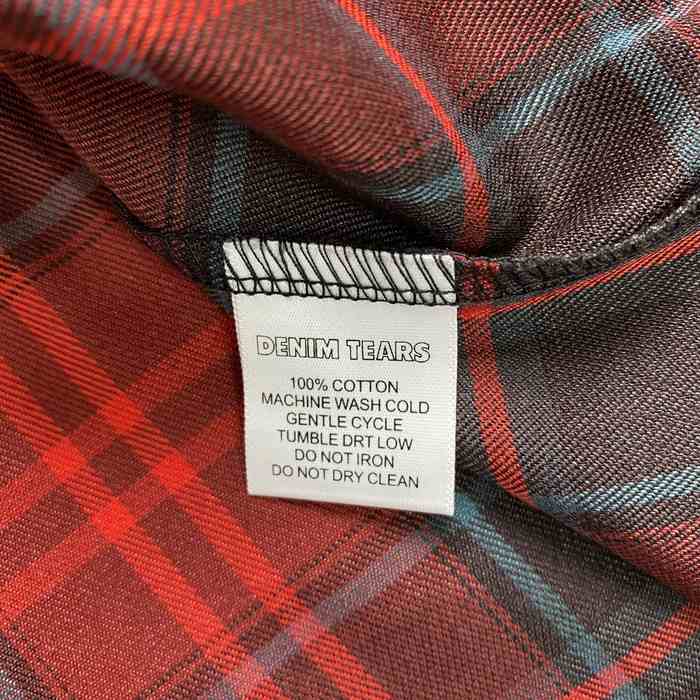 DENIM TEARS
100% COTTON
MACHINE WASH COLD
GENTLE CYCLE
TUMBLE DRT LOW
DO NOT IRON
DO NOT DRY CLEAN